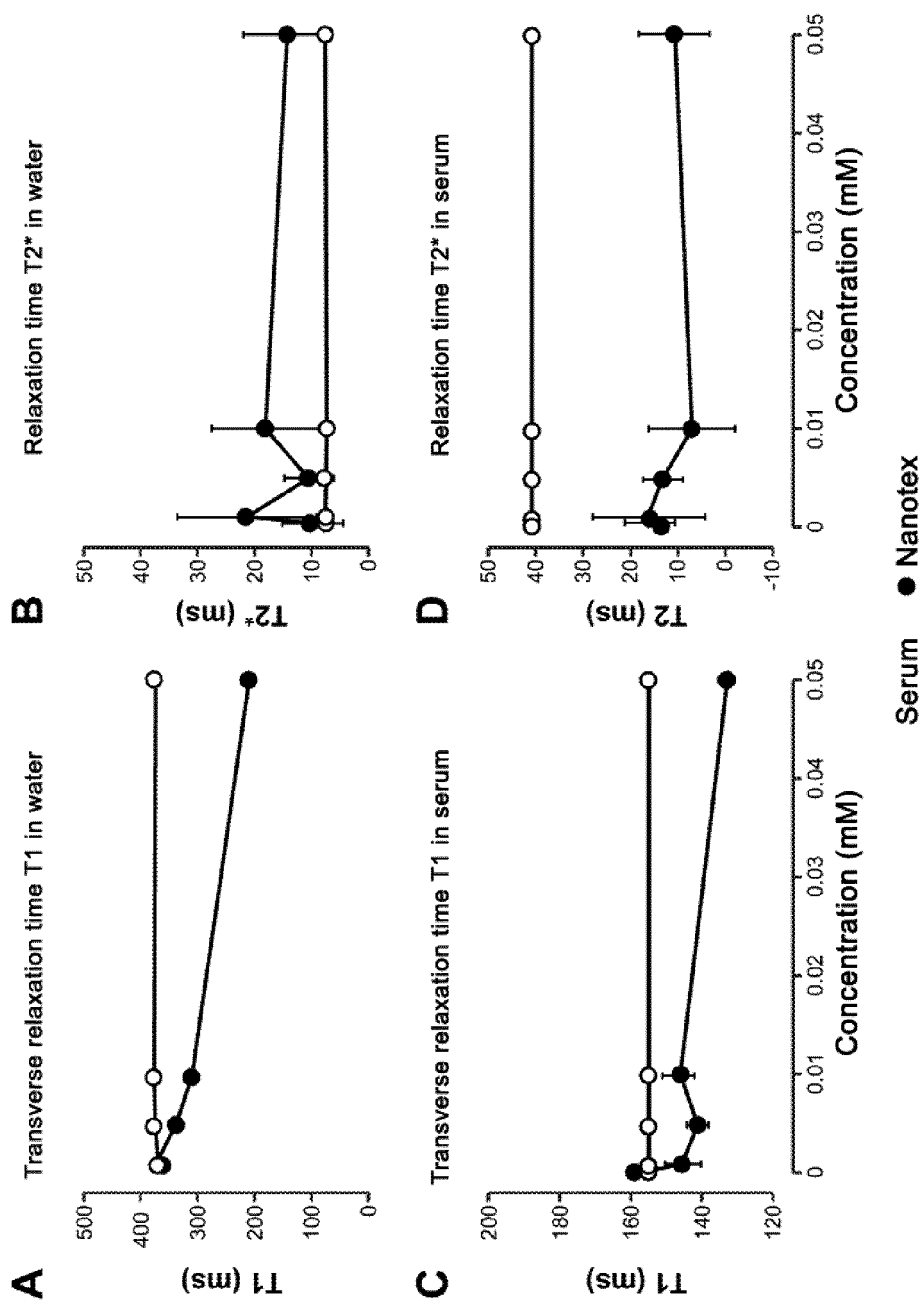 A
Transverse relaxation time T1 in water
500
400
300
200
100
0
T1 (ms)
B
Relaxation time T2* in water
50
40
30
20
10
0
T2* (ms)
C
Transverse relaxation time T1 in serum
200
180
160
140
120
T1 (ms)
0
0.01
0.02
0.03
0.04
0.05
Concentration (mM)
D
Relaxation time T2* in serum
50
40
30
20
10
0
-10
T2 (ms)
0
0.01
0.02
0.03
0.04
0.05
Concentration (mM)
Serum ● Nanotex